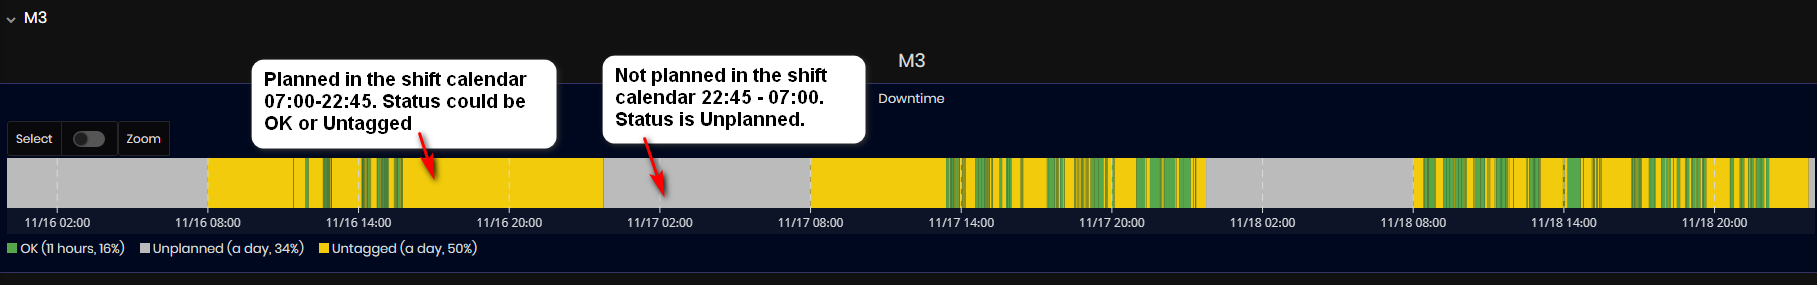 M3
M3
Planned in the shift calendar
07:00-22:45. Status could be
OK or Untagged
Not planned in the shift
calendar 22:45 - 07:00.
Status is Unplanned.
Downtime
Select Zoom
11/16 02:00 11/16 08:00 11/16 14:00 11/16 20:00 11/17 02:00 11/17 08:00 11/17 14:00 11/17 20:00 11/18 02:00 11/18 08:00 11/18 14:00 11/18 20:00
OK (11 hours, 16%) Unplanned (a day, 34%) Untagged (a day, 50%)